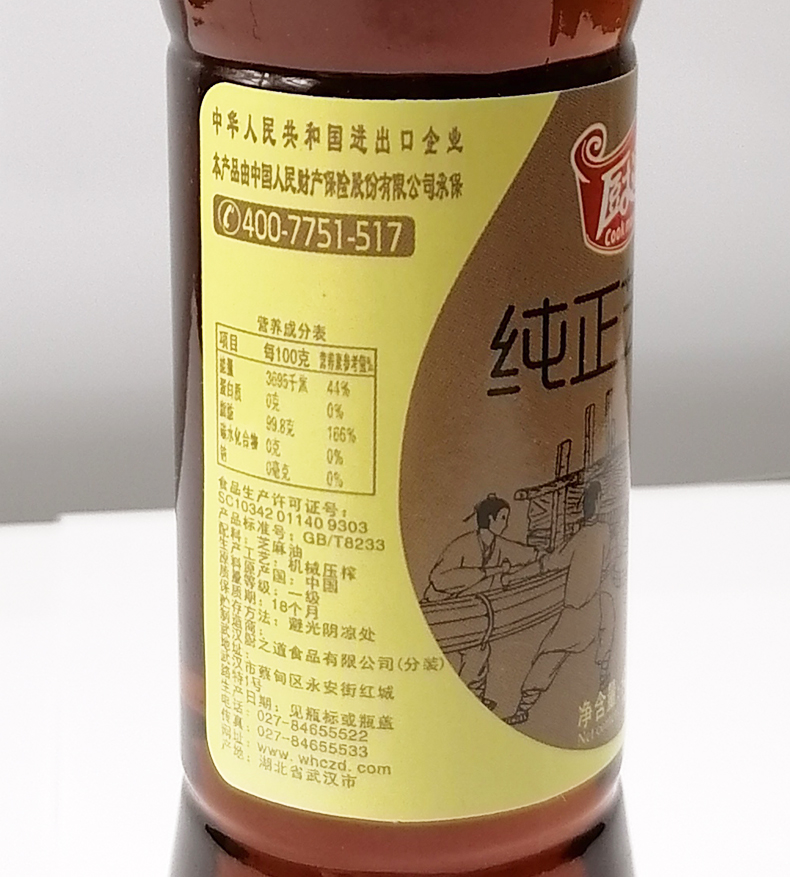 中华人民共和国进出口企业
本产品由中国人民财产保险股份有限公司承保
400-7751-517
厨
Cook
纯正
营养成分表
项目 每100克 营养素参考值%
能量 3695千焦 44%
蛋白质 0克 0%
脂肪 99.8克 166%
碳水化合物 0克 0%
钠 0毫克 0%
食品生产许可证号:
SC10342 01140 9303
产品标准号: GB/T8233
配料: 芝麻油
生产工艺: 机械压榨
原料原产国: 中国
质量等级: 一级
保质期: 18个月
贮存方法: 避光阴凉处
制造商:
武汉厨之道食品有限公司(分装)
地址:
武汉市蔡甸区永安街红城
路特1号
生产日期: 见瓶标或瓶盖
电话: 027-84655522
传真: 027-84655533
网址: www.whczd.com
产地: 湖北省武汉市
净含量